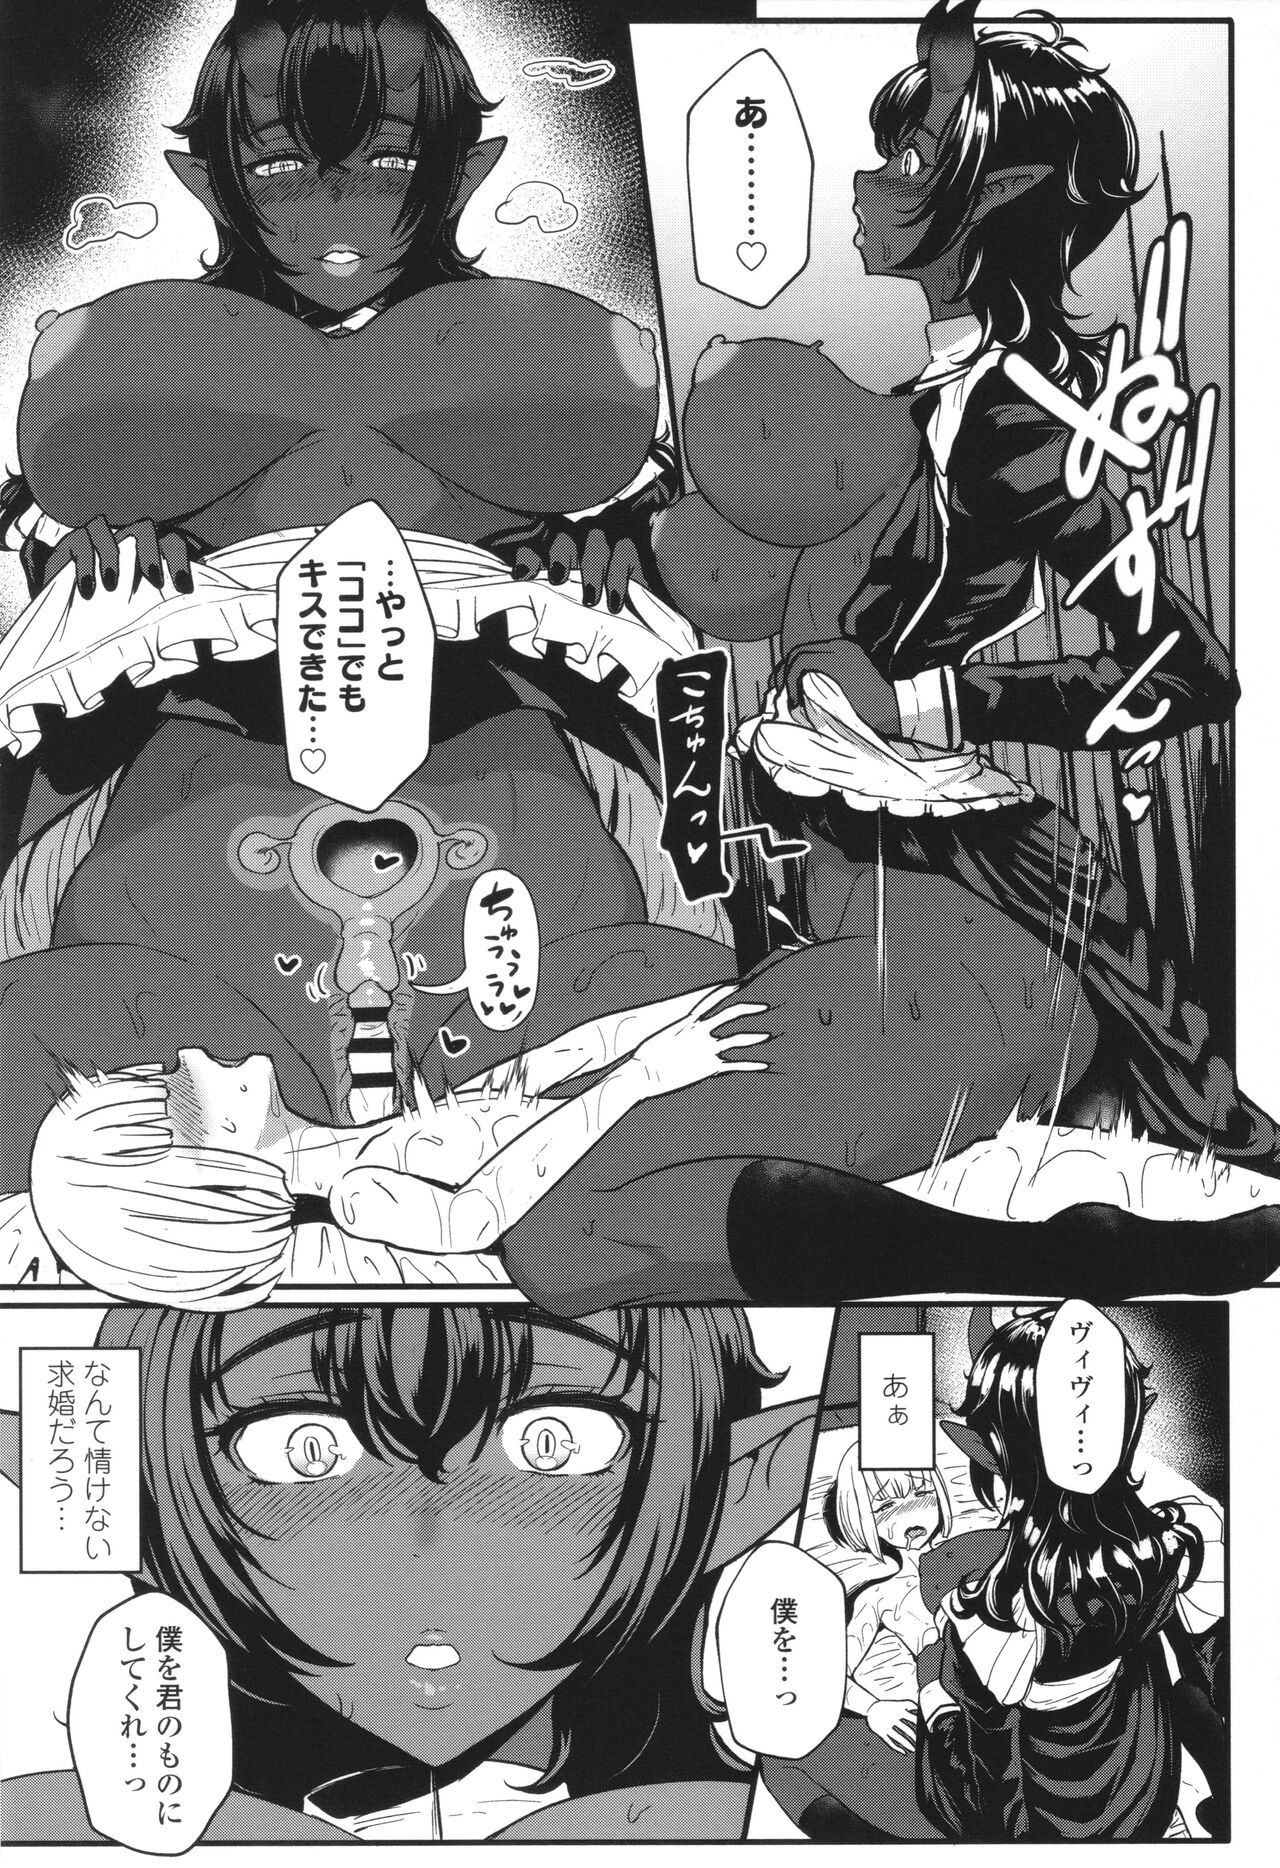 あ………♡
ぬぷすんっ♥
こちゅんっ♥
…やっと
「ココ」でも
キスできた…♡
ちゅううぅ
ヴィヴィ…っ
あぁ
僕を…っ
なんて情けない
求婚だろう…
僕を君のものに
してくれ…っ